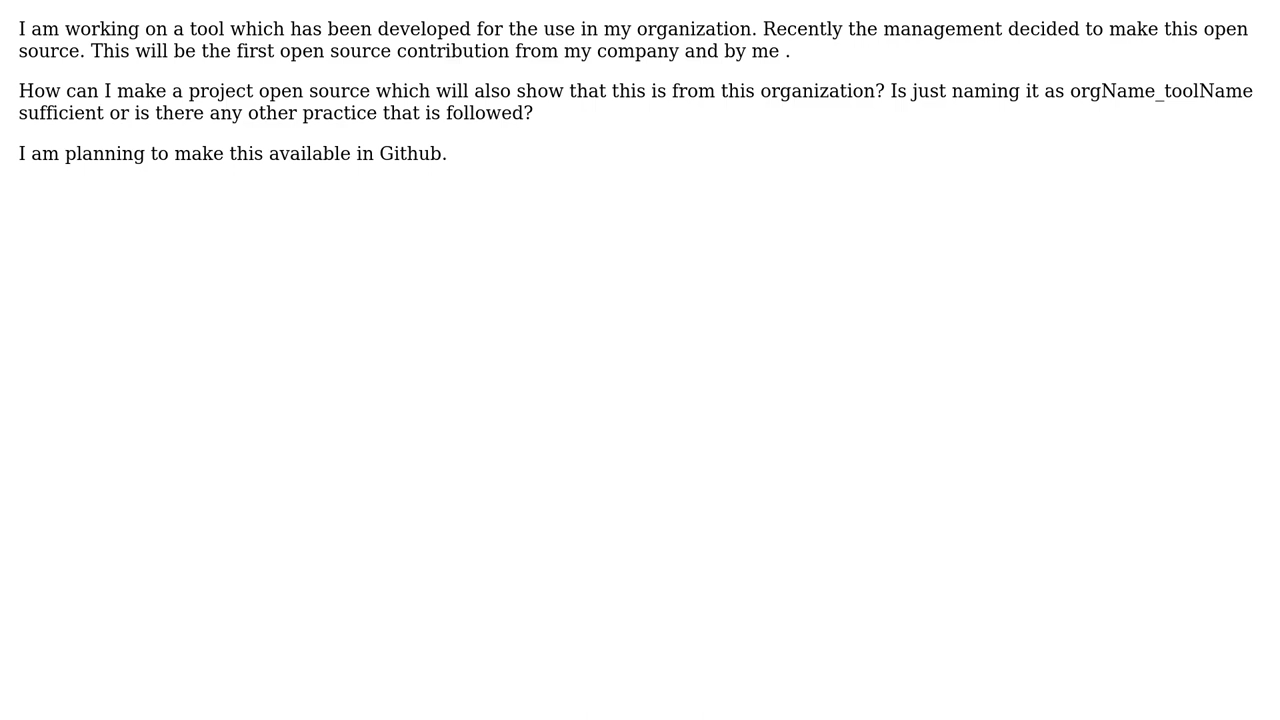 I am working on a tool which has been developed for the use in my organization. Recently the management decided to make this open
source. This will be the first open source contribution from my company and by me .
How can I make a project open source which will also show that this is from this organization? Is just naming it as orgName_toolName
sufficient or is there any other practice that is followed?
I am planning to make this available in Github.